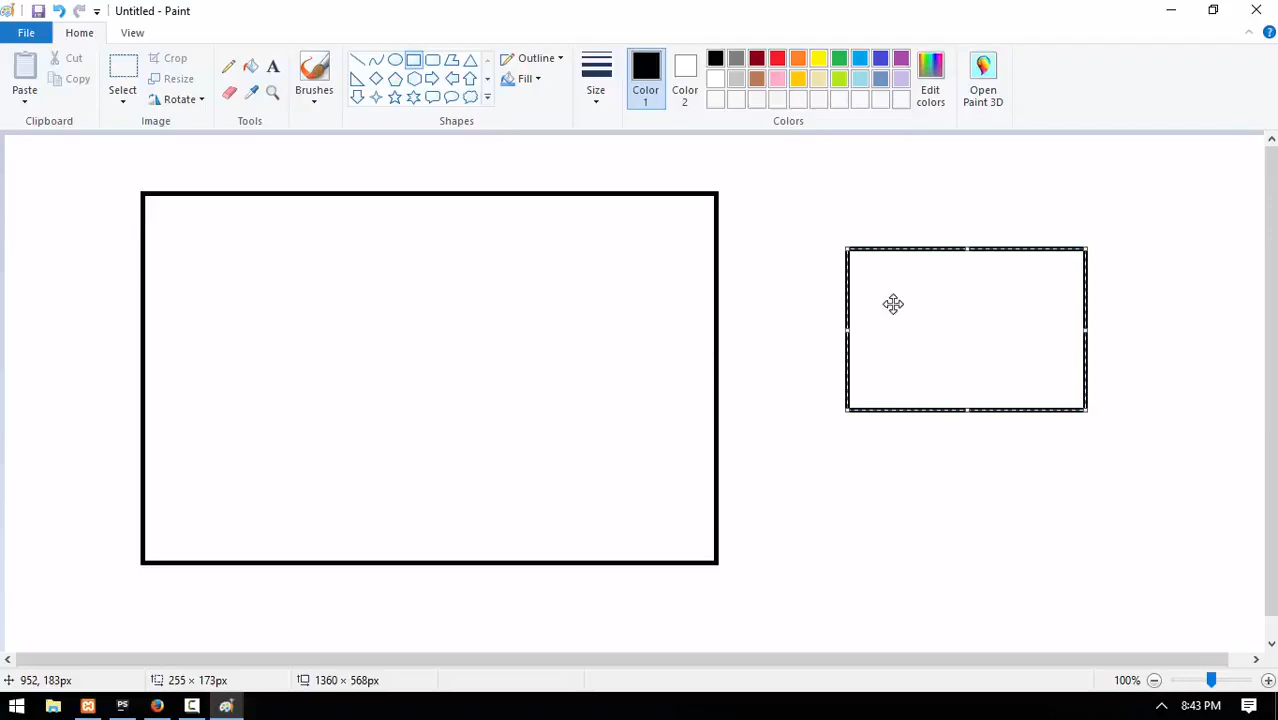 Untitled - Paint
File Home View
Paste
Cut
Copy
Clipboard
Select
Crop
Resize
Rotate
Image
Tools
Brushes
Shapes
Outline
Fill
Size
Color 1
Color 2
Edit colors
Colors
Open Paint 3D
952, 183px 255 × 173px 1360 × 568px 100%
PS 8:43 PM